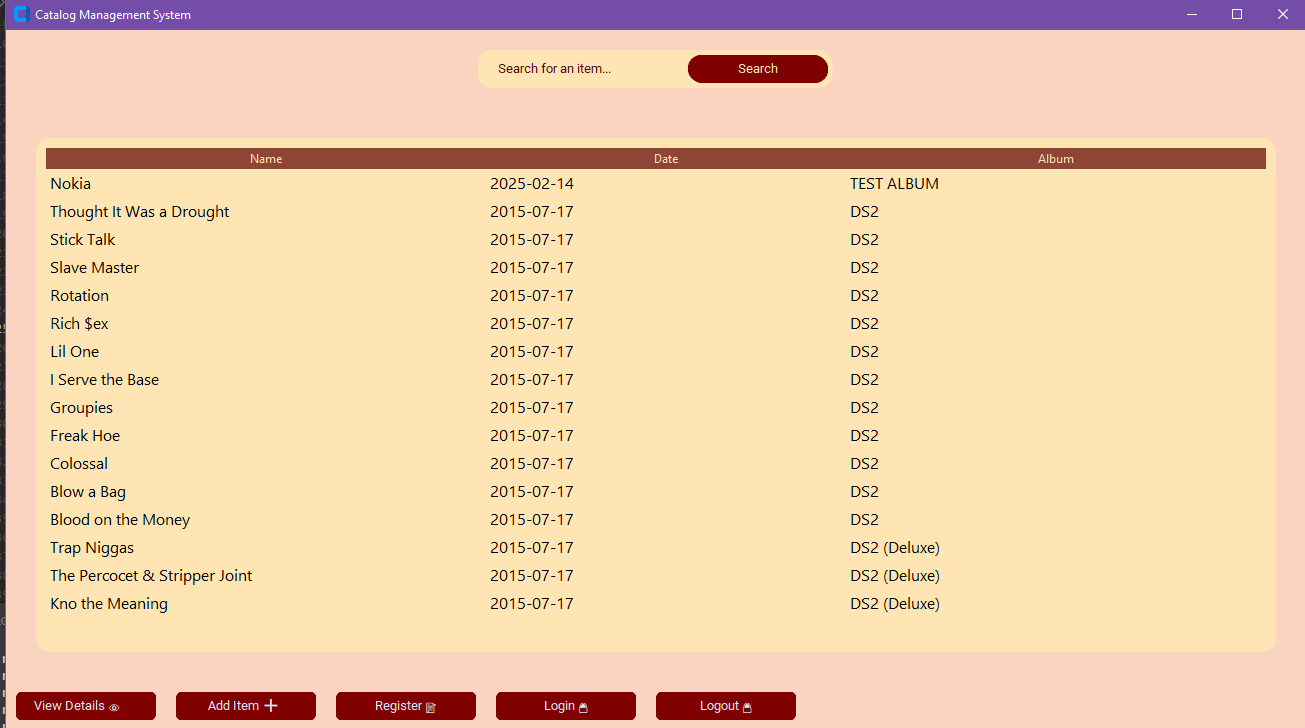 Catalog Management System
Search for an item...
Search
Name Date Album
Nokia 2025-02-14 TEST ALBUM
Thought It Was a Drought 2015-07-17 DS2
Stick Talk 2015-07-17 DS2
Slave Master 2015-07-17 DS2
Rotation 2015-07-17 DS2
Rich $ex 2015-07-17 DS2
Lil One 2015-07-17 DS2
I Serve the Base 2015-07-17 DS2
Groupies 2015-07-17 DS2
Freak Hoe 2015-07-17 DS2
Colossal 2015-07-17 DS2
Blow a Bag 2015-07-17 DS2
Blood on the Money 2015-07-17 DS2
Trap Niggas 2015-07-17 DS2 (Deluxe)
The Percocet & Stripper Joint 2015-07-17 DS2 (Deluxe)
Kno the Meaning 2015-07-17 DS2 (Deluxe)
View Details Add Item Register Login Logout